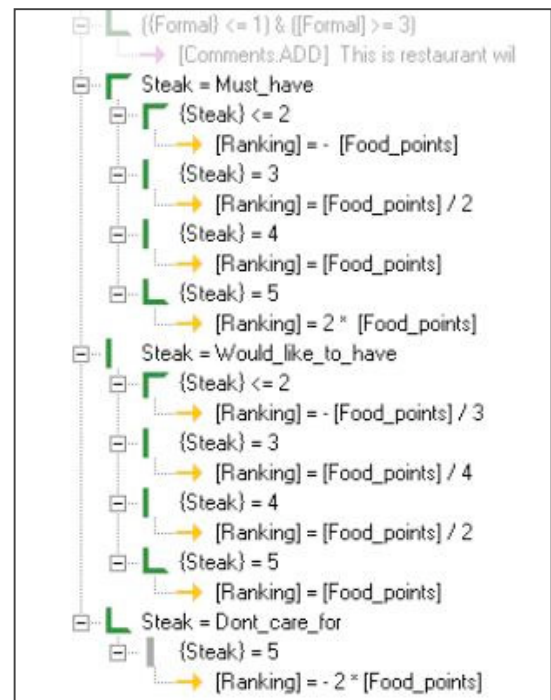 ({Formal} <= 1) & ([Formal] >= 3)
[Comments.ADD] This is restaurant wil
Steak = Must_have
{Steak} <= 2
[Ranking] = - [Food_points]
{Steak} = 3
[Ranking] = [Food_points] / 2
{Steak} = 4
[Ranking] = [Food_points]
{Steak} = 5
[Ranking] = 2 * [Food_points]
Steak = Would_like_to_have
{Steak} <= 2
[Ranking] = - [Food_points] / 3
{Steak} = 3
[Ranking] = [Food_points] / 4
{Steak} = 4
[Ranking] = [Food_points] / 2
{Steak} = 5
[Ranking] = [Food_points]
Steak = Dont_care_for
{Steak} = 5
[Ranking] = - 2 * [Food_points]